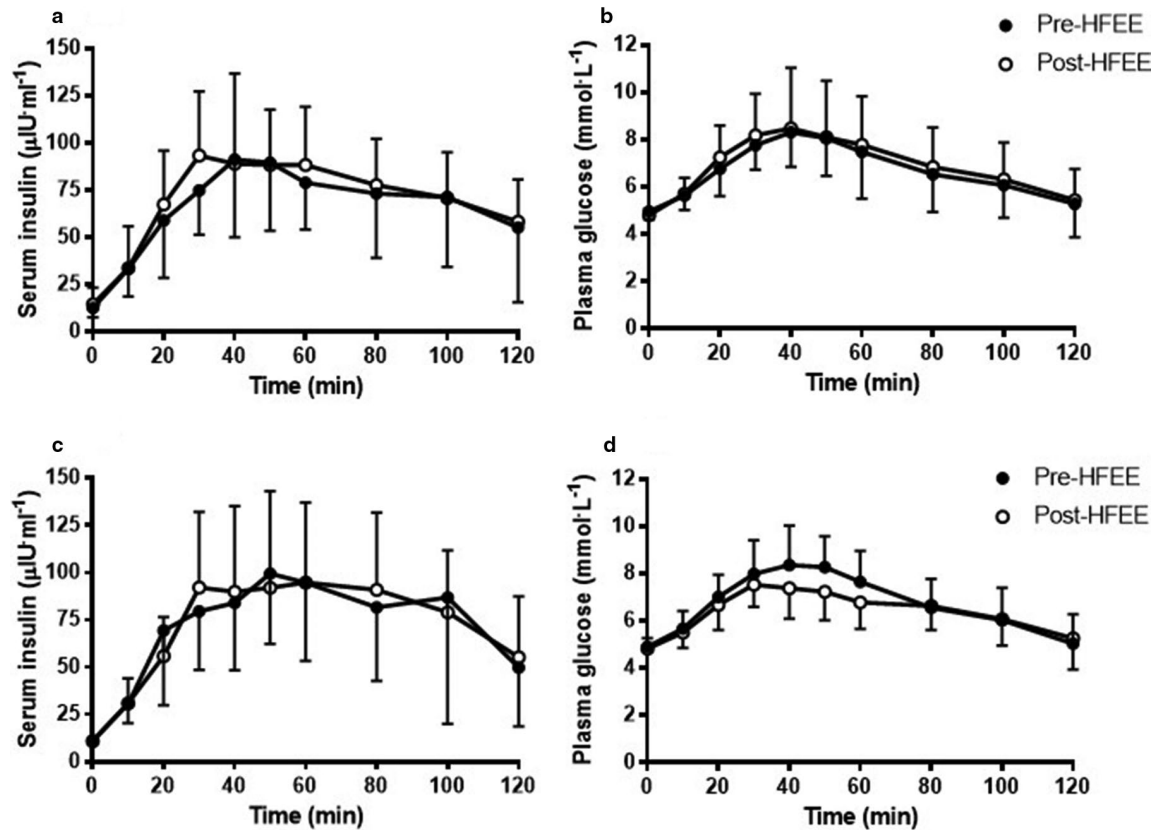 a
Serum insulin (µIU·ml⁻¹)
150
125
100
75
50
25
0
0 20 40 60 80 100 120
Time (min)
b
Plasma glucose (mmol·L⁻¹)
12
10
8
6
4
2
0
0 20 40 60 80 100 120
Time (min)
Pre-HFEE
Post-HFEE
c
Serum insulin (µIU·ml⁻¹)
150
125
100
75
50
25
0
0 20 40 60 80 100 120
Time (min)
d
Plasma glucose (mmol·L⁻¹)
12
10
8
6
4
2
0
0 20 40 60 80 100 120
Time (min)
Pre-HFEE
Post-HFEE